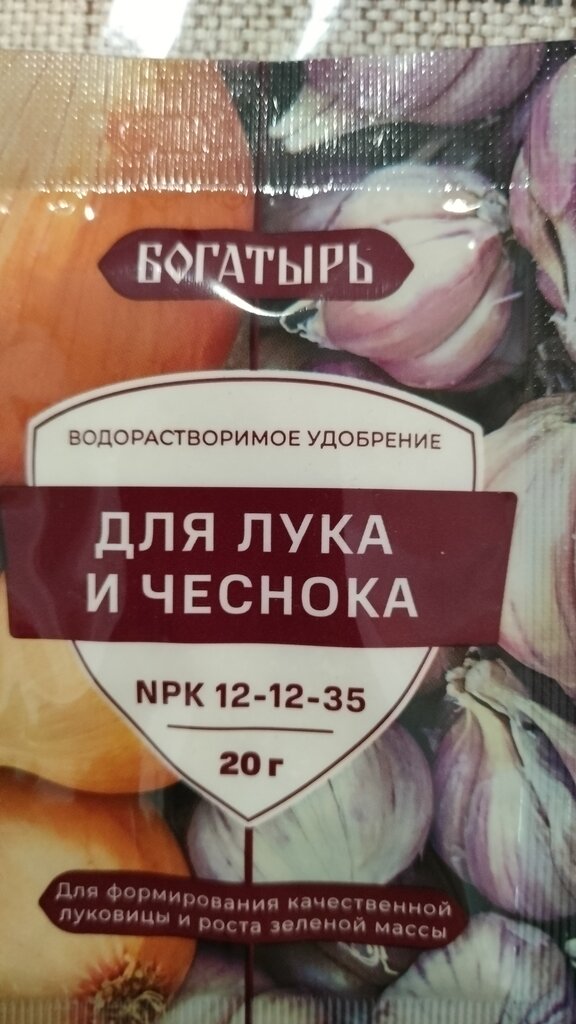 БОГАТЫРЬ
ВОДОРАСТВОРИМОЕ УДОБРЕНИЕ
ДЛЯ ЛУКА
И ЧЕСНОКА
NPK 12-12-35
20 г
Для формирования качественной
луковицы и роста зеленой массы